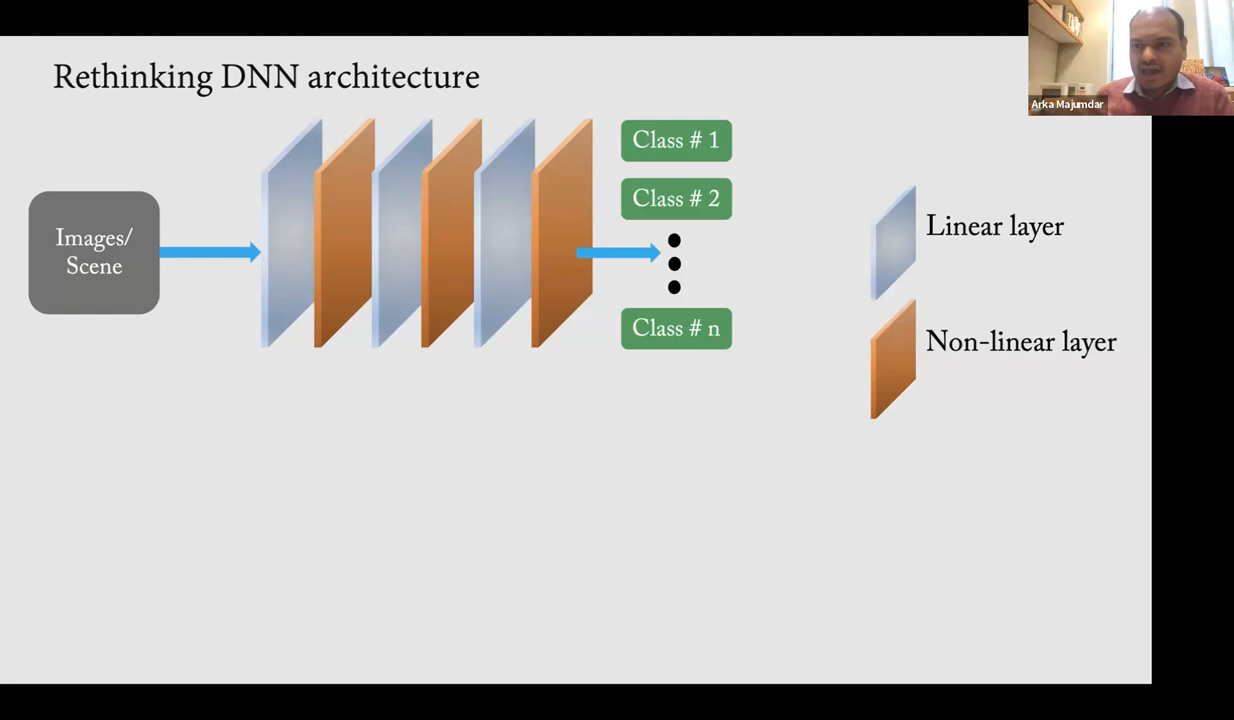 Rethinking DNN architecture
Arka Majumdar
Images/
Scene
Class # 1
Class # 2
Class # n
Linear layer
Non-linear layer